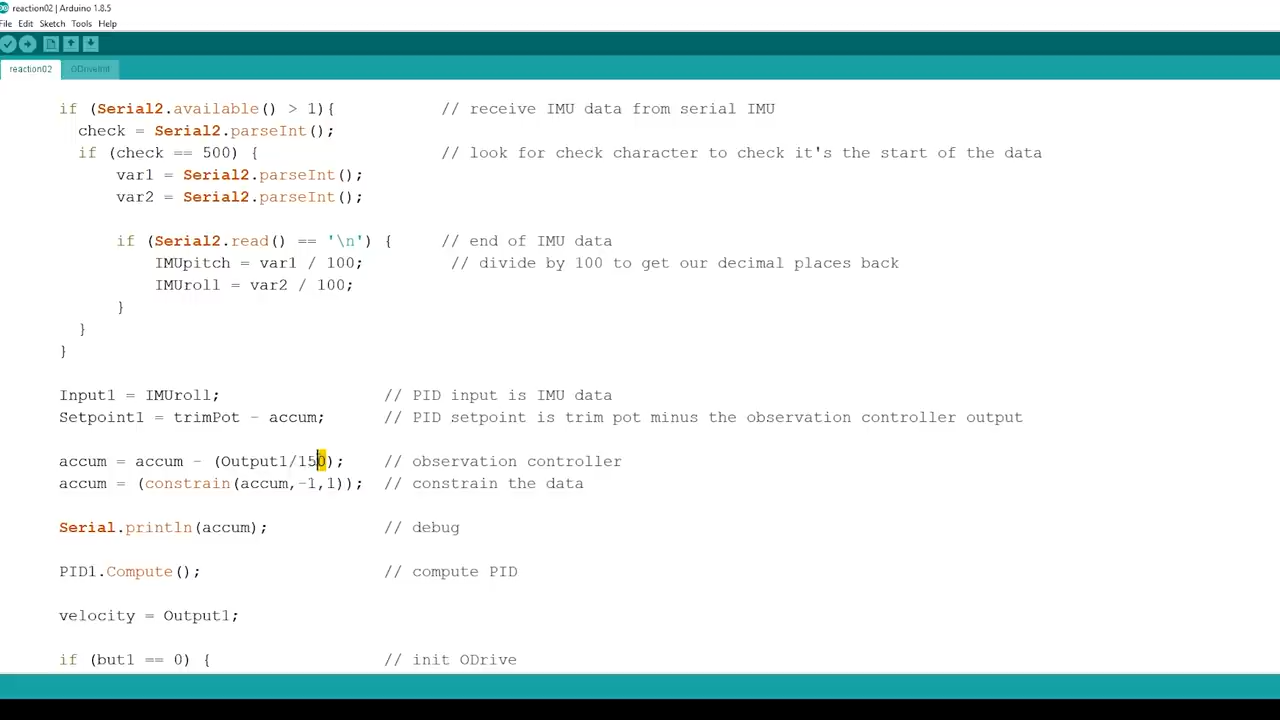 reaction02 | Arduino 1.8.5
File Edit Sketch Tools Help
reaction02 ODriveInit
if (Serial2.available() > 1){ // receive IMU data from serial IMU
check = Serial2.parseInt();
if (check == 500) { // look for check character to check it's the start of the data
var1 = Serial2.parseInt();
var2 = Serial2.parseInt();
if (Serial2.read() == '\n') { // end of IMU data
IMUpitch = var1 / 100; // divide by 100 to get our decimal places back
IMUroll = var2 / 100;
}
}
}
Input1 = IMUroll; // PID input is IMU data
Setpoint1 = trimPot - accum; // PID setpoint is trim pot minus the observation controller output
accum = accum - (Output1/150); // observation controller
accum = (constrain(accum,-1,1)); // constrain the data
Serial.println(accum); // debug
PID1.Compute(); // compute PID
velocity = Output1;
if (but1 == 0) { // init ODrive